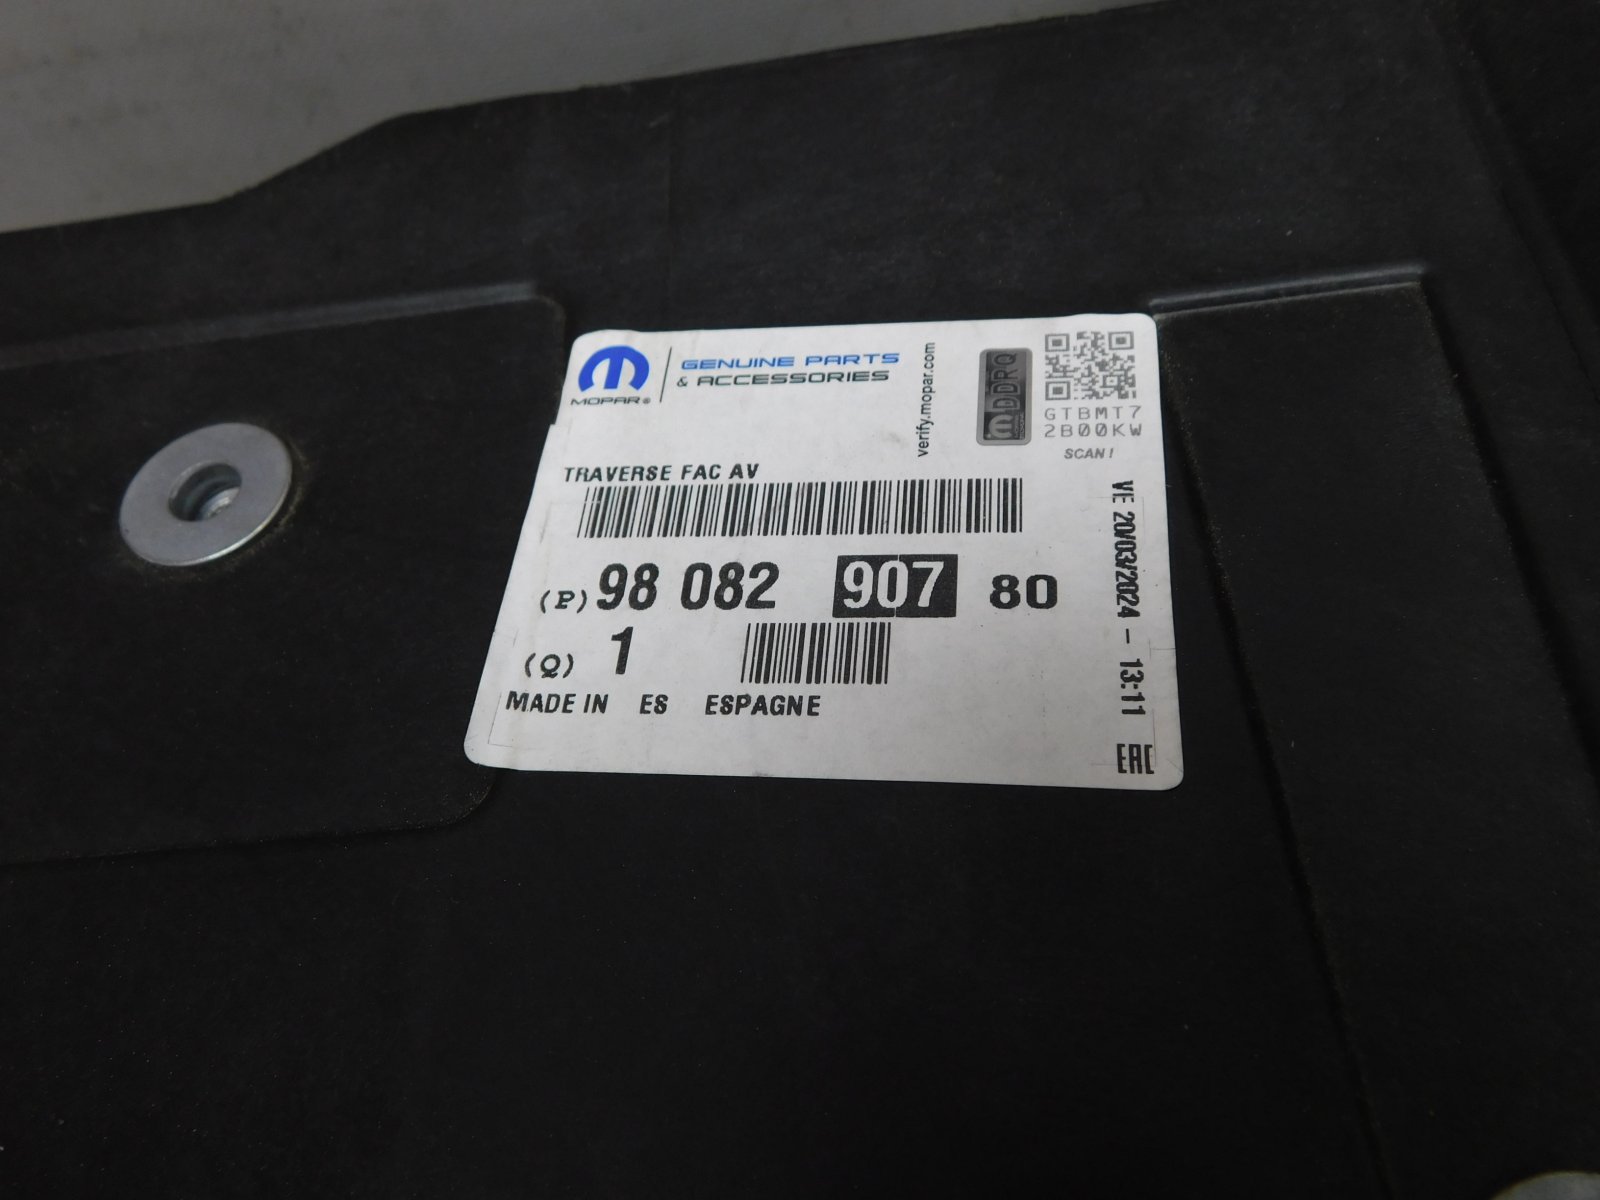 MOPAR®
GENUINE PARTS
& ACCESSORIES
verify.mopar.com
DDRQ
GTBMT7
2B00KW
SCAN!
TRAVERSE FAC AV
(P) 98 082 907 80
(Q) 1
MADE IN ES ESPAGNE
VE 20/03/2024 - 13:11
EAC